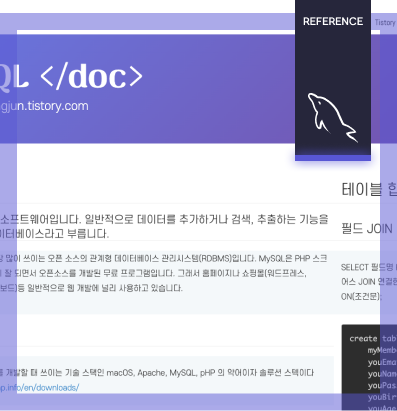 REFERENCE
Tistory
QL </doc>
gjun.tistory.com
소프트웨어입니다. 일반적으로 데이터를 추가하거나 검색, 추출하는 기능을
데이터베이스라고 부릅니다.
장 많이 쓰이는 오픈 소스의 관계형 데이터베이스 관리시스템(RDBMS)입니다. MySQL은 PHP 스크
잘 되면서 오픈소스를 개발된 무료 프로그램입니다. 그래서 홈페이지나 쇼핑몰(워드프레스,
보드)등 일반적으로 웹 개발에 널리 사용하고 있습니다.
를 개발할 때 쓰이는 기술 스택인 macOS, Apache, MySQL, pHP 의 약어이자 솔루션 스택이다
op.info/en/downloads/
테이블 합
필드 JOIN
SELECT 필드명
어스 JOIN 연결할
ON(조건문);
create tab
myMemb
youEma
youNam
youPas
youBir
youAge